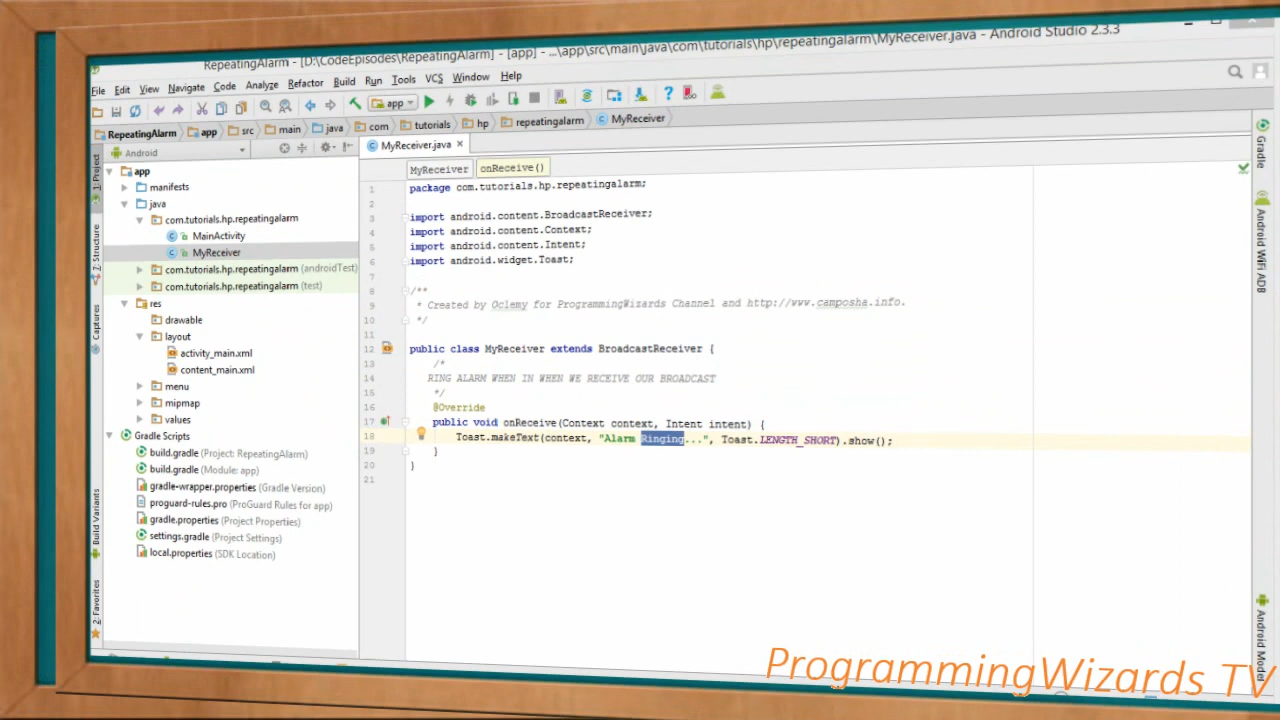 RepeatingAlarm - [D:\CodeEpisodes\RepeatingAlarm] - [app] - ...\app\src\main\java\com\tutorials\hp\repeatingalarm\MyReceiver.java - Android Studio 2.3.3
File Edit View Navigate Code Analyze Refactor Build Run Tools VCS Window Help
app
RepeatingAlarm app src main java com tutorials hp repeatingalarm MyReceiver
Android
MyReceiver.java
MyReceiver onReceive()
1: Project
7: Structure
Captures
Build Variants
2: Favorites
app
manifests
java
com.tutorials.hp.repeatingalarm
MainActivity
MyReceiver
com.tutorials.hp.repeatingalarm (androidTest)
com.tutorials.hp.repeatingalarm (test)
res
drawable
layout
activity_main.xml
content_main.xml
menu
mipmap
values
Gradle Scripts
build.gradle (Project: RepeatingAlarm)
build.gradle (Module: app)
gradle-wrapper.properties (Gradle Version)
proguard-rules.pro (ProGuard Rules for app)
gradle.properties (Project Properties)
settings.gradle (Project Settings)
local.properties (SDK Location)
1 package com.tutorials.hp.repeatingalarm;
2
3 import android.content.BroadcastReceiver;
4 import android.content.Context;
5 import android.content.Intent;
6 import android.widget.Toast;
7
8 /**
9 * Created by Oclemy for ProgrammingWizards Channel and http://www.camposha.info.
10 */
11
12 public class MyReceiver extends BroadcastReceiver {
13 /*
14 RING ALARM WHEN IN WHEN WE RECEIVE OUR BROADCAST
15 */
16 @Override
17 public void onReceive(Context context, Intent intent) {
18 Toast.makeText(context, "Alarm Ringing...", Toast.LENGTH_SHORT).show();
19 }
20 }
21
Gradle
Android WiFi ADB
Android Model
ProgrammingWizards TV